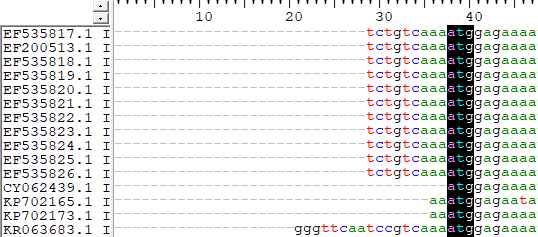 10 20 30 40
EF535817.1 I ----------------------------tctgtcaaaatggagaaaa
EF200513.1 I ----------------------------tctgtcaaaatggagaaaa
EF535818.1 I ----------------------------tctgtcaaaatggagaaaa
EF535819.1 I ----------------------------tctgtcaaaatggagaaaa
EF535820.1 I ----------------------------tctgtcaaaatggagaaaa
EF535821.1 I ----------------------------tctgtcaaaatggagaaaa
EF535822.1 I ----------------------------tctgtcaaaatggagaaaa
EF535823.1 I ----------------------------tctgtcaaaatggagaaaa
EF535824.1 I ----------------------------tctgtcaaaatggagaaaa
EF535825.1 I ----------------------------tctgtcaaaatggagaaaa
EF535826.1 I ----------------------------tctgtcaaaatggagaaaa
CY062439.1 I -------------------------------------atggagaaaa
KP702165.1 I -----------------------------------aaatggagaata
KP702173.1 I -----------------------------------aaatggagaaaa
KR063683.1 I --------------------gggttcaatccgtcaaaatggagaaaa